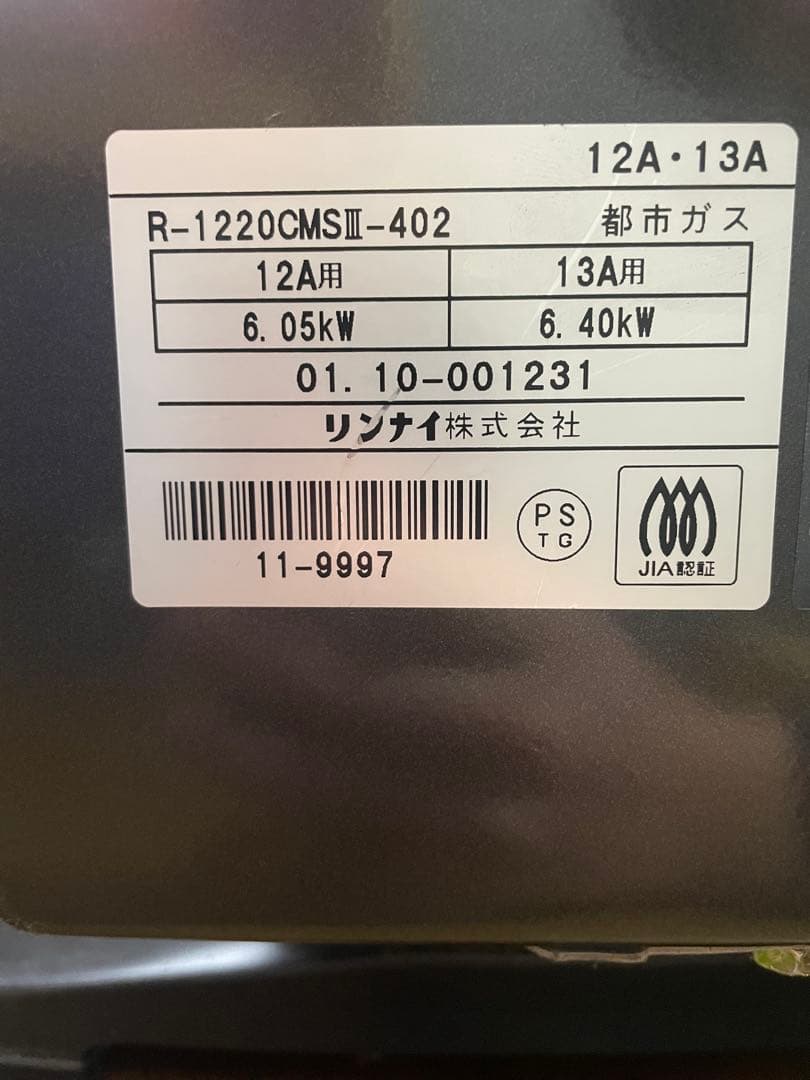 12A・13A
R-1220CMSⅢ-402 都市ガス
12A用 13A用
6.05kW 6.40kW
01.10-001231
リンナイ株式会社
11-9997
PS
TG
JIA認証